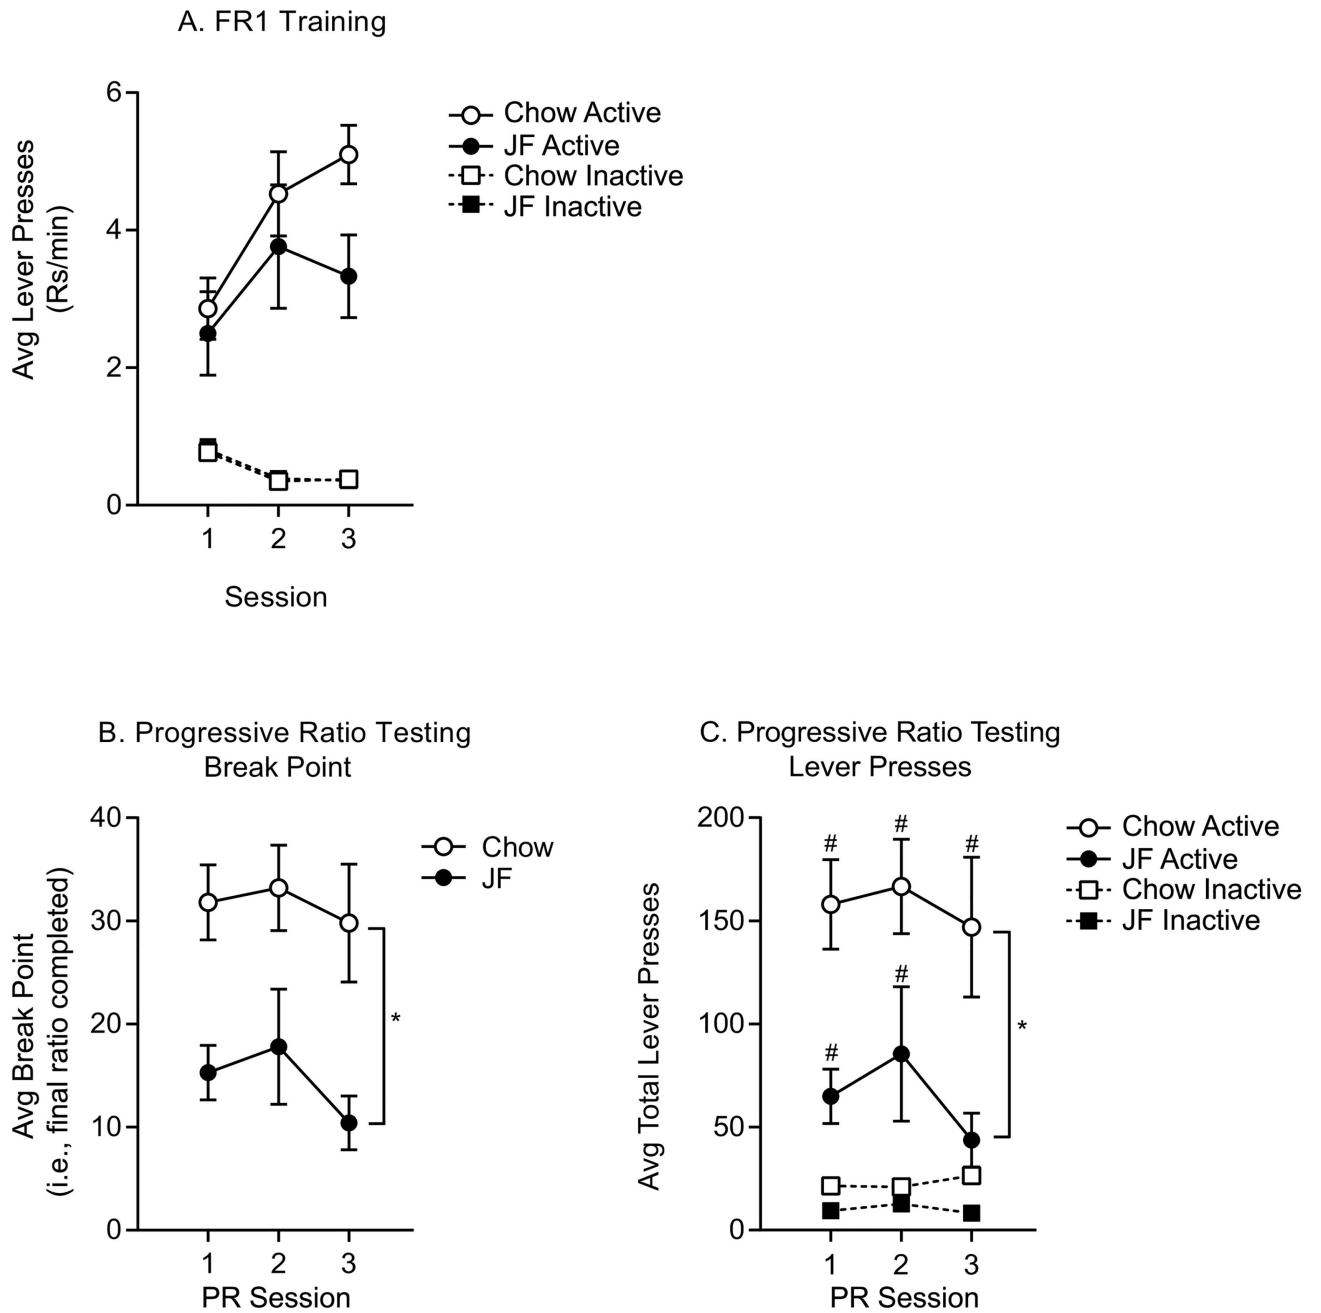 A. FR1 Training
Avg Lever Presses
(Rs/min)
6
4
2
0
1 2 3
Session
Chow Active
JF Active
Chow Inactive
JF Inactive
B. Progressive Ratio Testing
Break Point
Avg Break Point
(i.e., final ratio completed)
40
30
20
10
0
1 2 3
PR Session
Chow
JF
*
C. Progressive Ratio Testing
Lever Presses
Avg Total Lever Presses
200
150
100
50
0
1 2 3
PR Session
# # #
# #
*
Chow Active
JF Active
Chow Inactive
JF Inactive